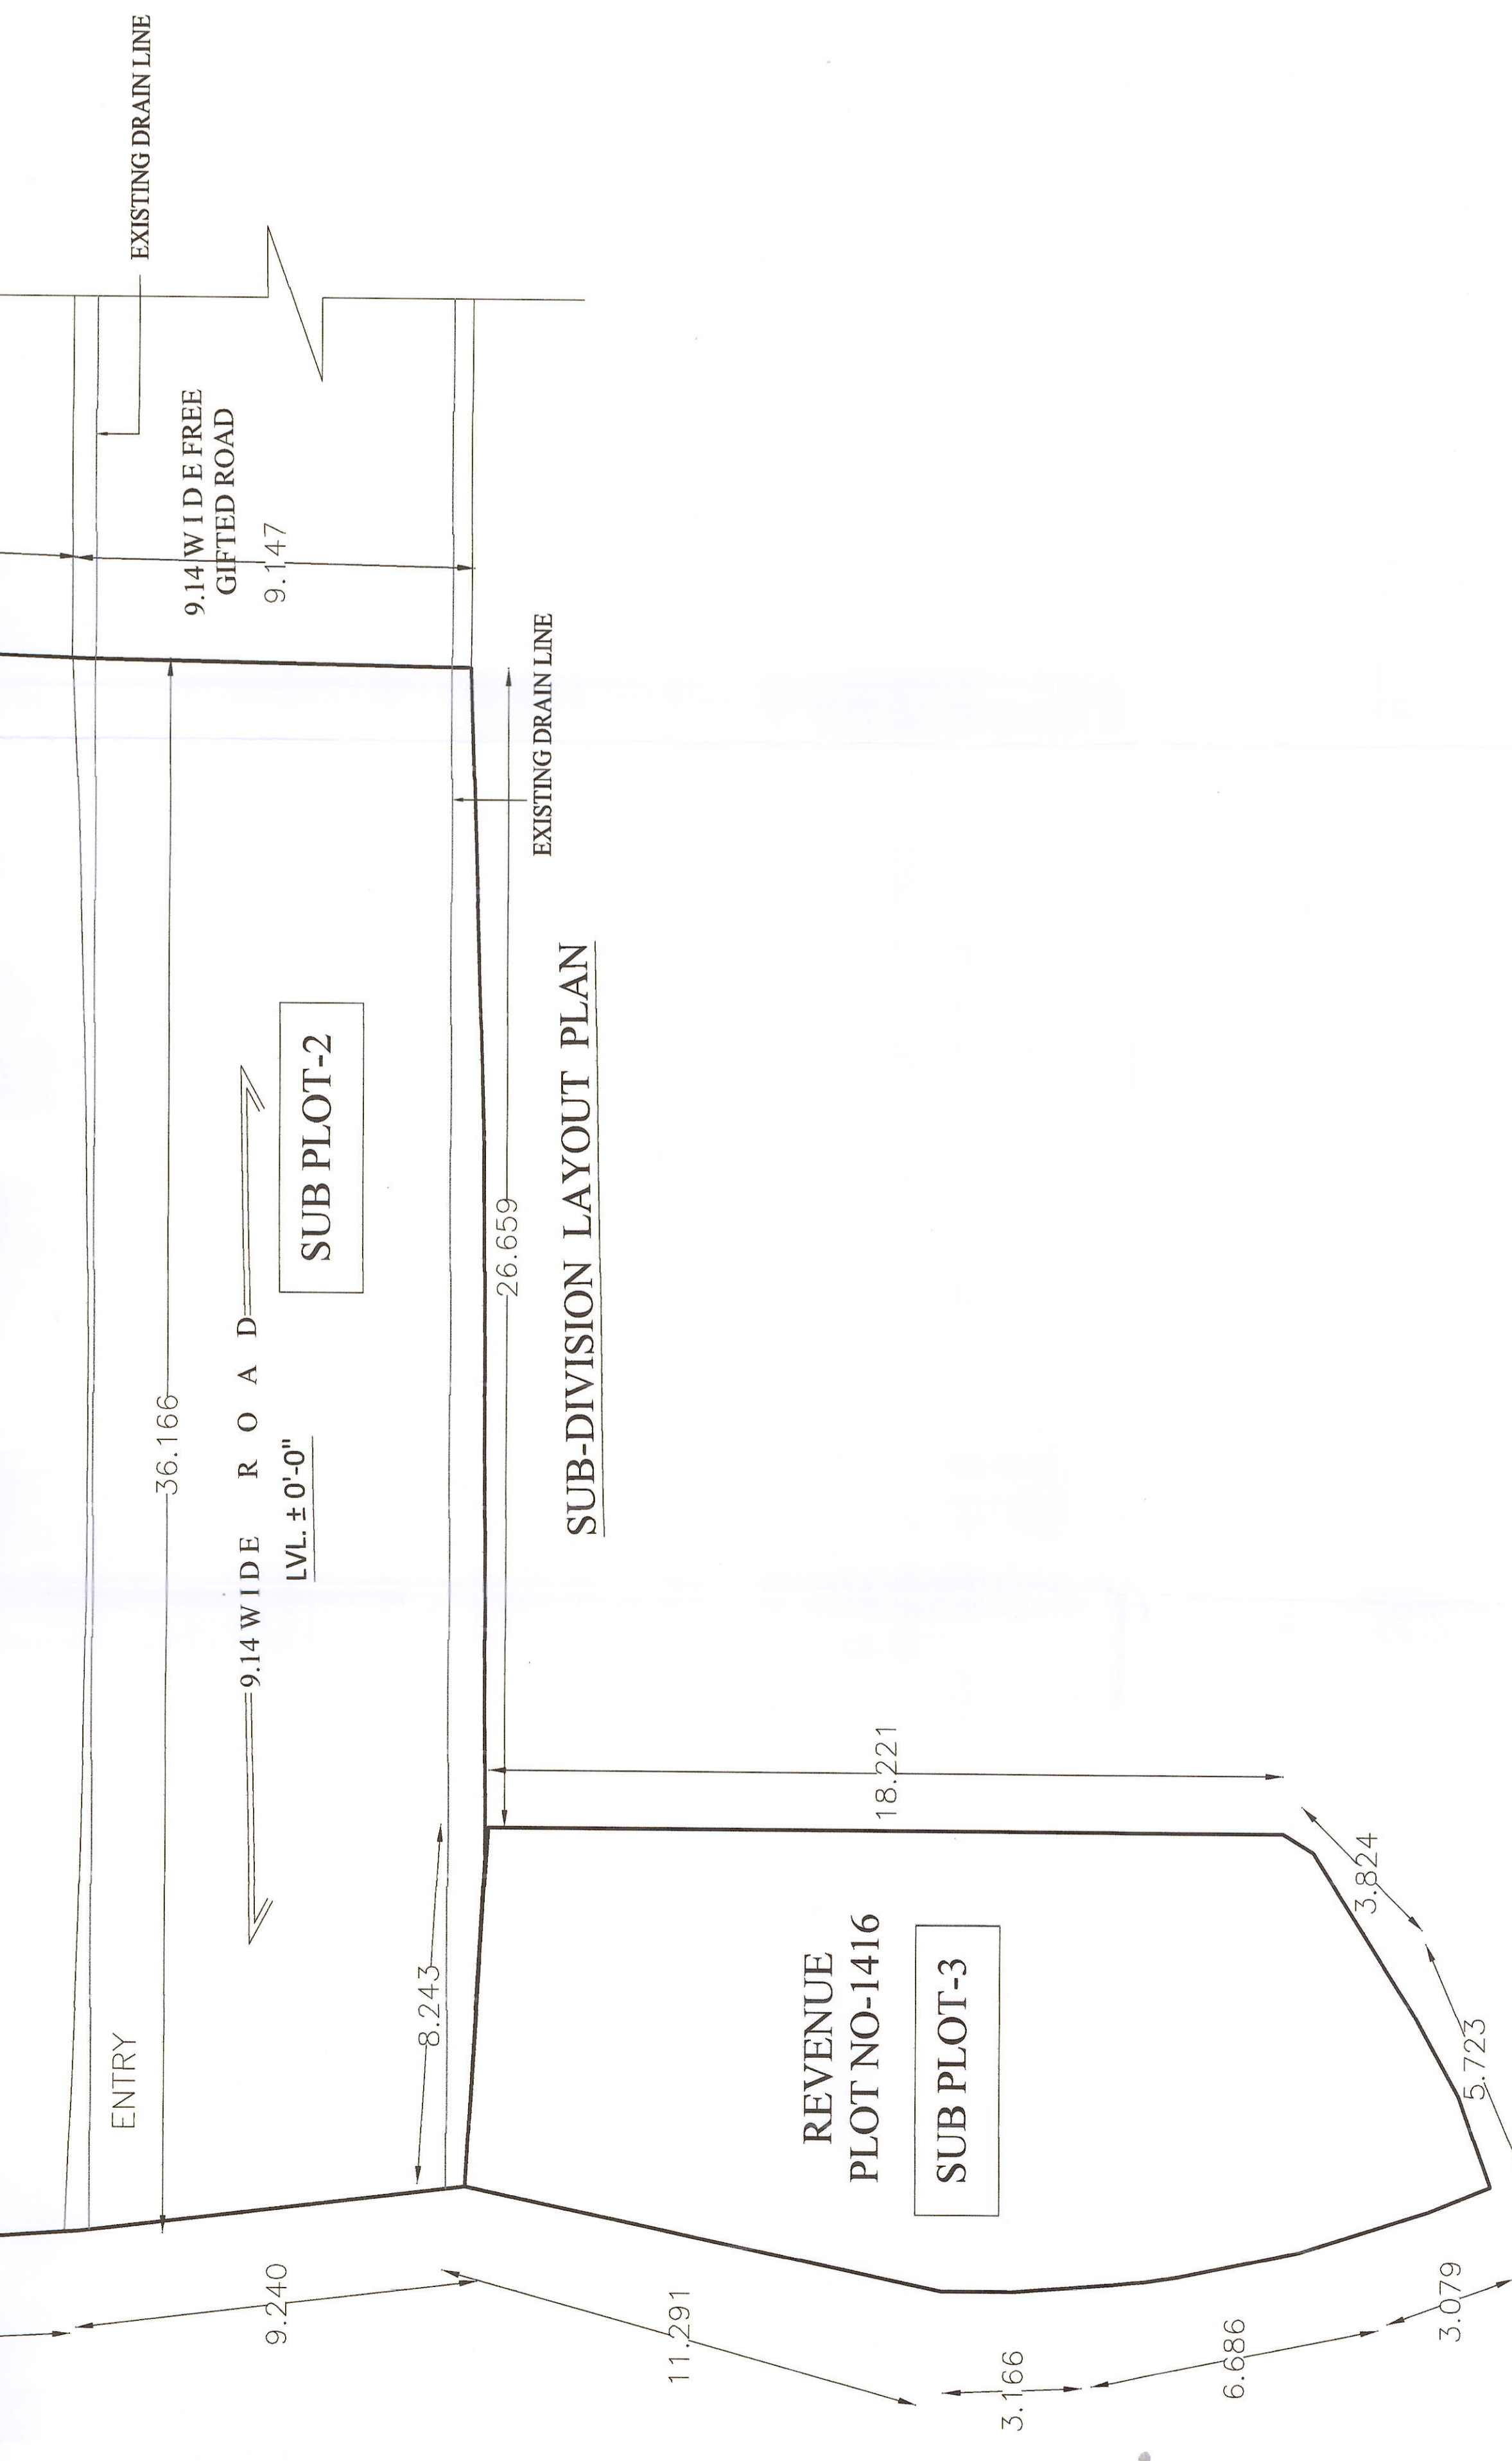 EXISTING DRAIN LINE
9.14 W I D E FREE
GIFTED ROAD
9.147
36.166
ENTRY
9.14 WIDE R O A D
LVL. ± 0'-0"
SUB PLOT-2
EXISTING DRAIN LINE
26.659
8.243
SUB-DIVISION LAYOUT PLAN
9.240
11.291
18.221
REVENUE
PLOT NO-1416
SUB PLOT-3
3.166
6.686
3.079
3.824
5.723